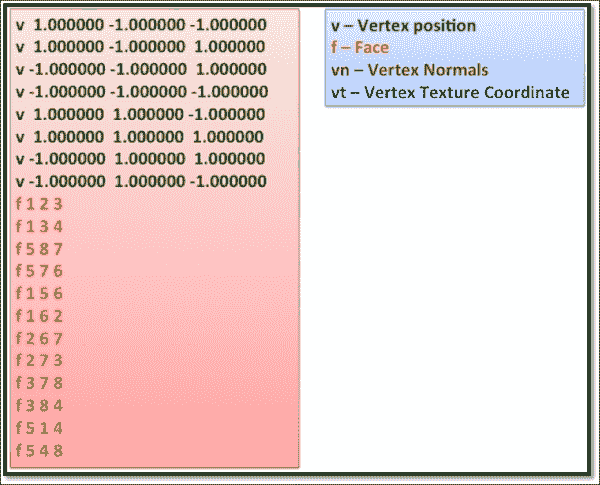 v 1.000000 -1.000000 -1.000000
v 1.000000 -1.000000 1.000000
v -1.000000 -1.000000 1.000000
v -1.000000 -1.000000 -1.000000
v 1.000000 1.000000 -1.000000
v 1.000000 1.000000 1.000000
v -1.000000 1.000000 1.000000
v -1.000000 1.000000 -1.000000
f 1 2 3
f 1 3 4
f 5 8 7
f 5 7 6
f 1 5 6
f 1 6 2
f 2 6 7
f 2 7 3
f 3 7 8
f 3 8 4
f 5 1 4
f 5 4 8
v – Vertex position
f – Face
vn – Vertex Normals
vt – Vertex Texture Coordinate